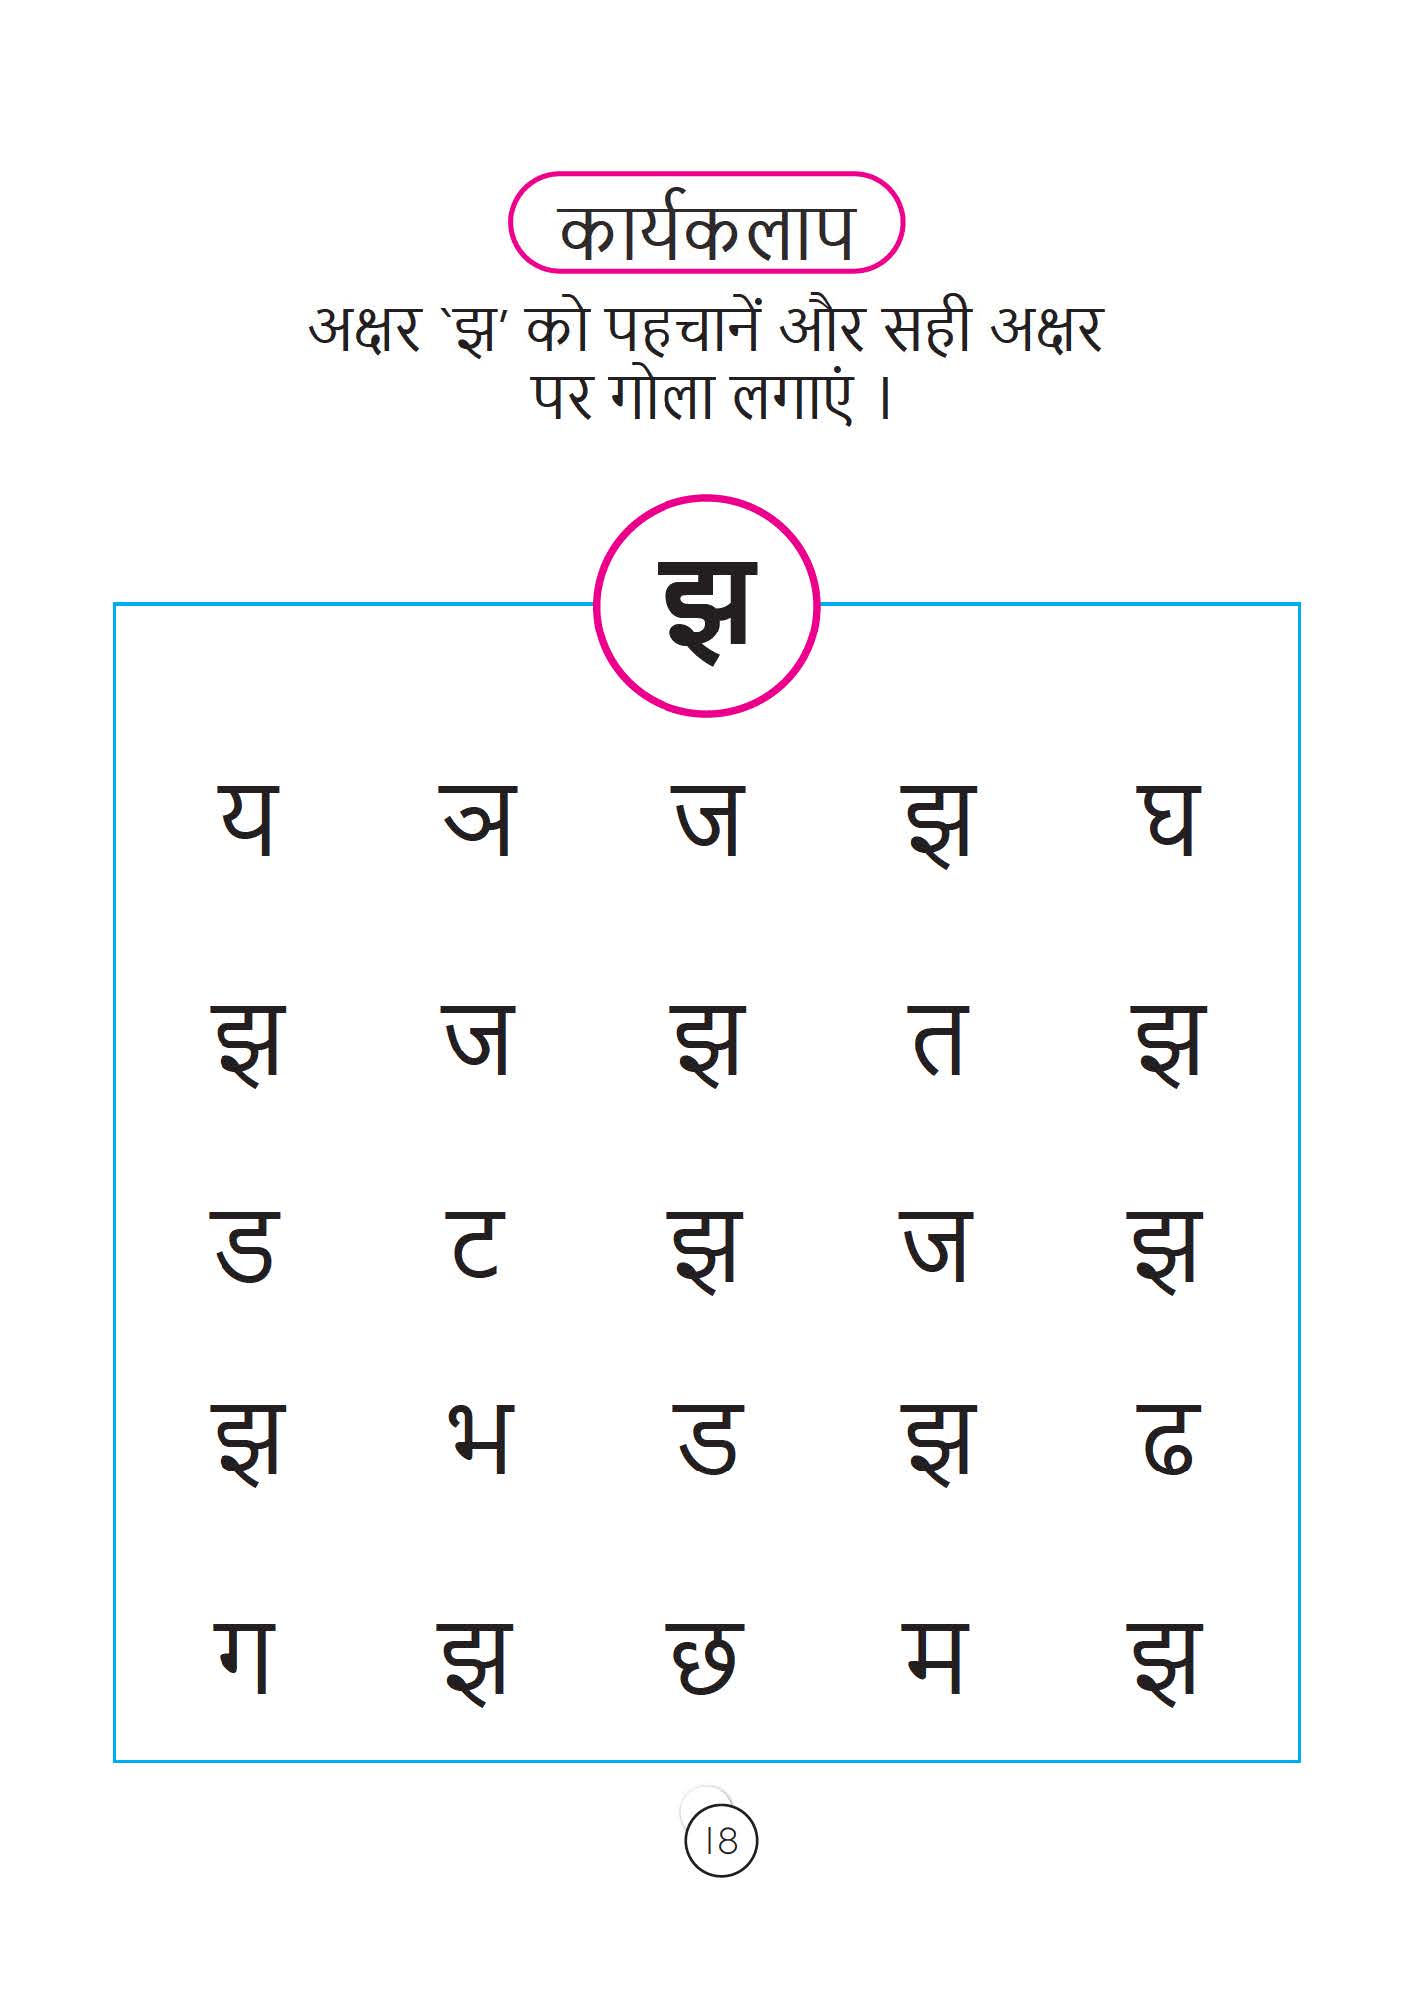 कार्यकलाप
अक्षर `झ' को पहचानें और सही अक्षर
पर गोला लगाएं ।
झ
य ञ ज झ घ
झ ज झ त झ
ड ट झ ज झ
झ भ ड झ ढ
ग झ छ म झ
18